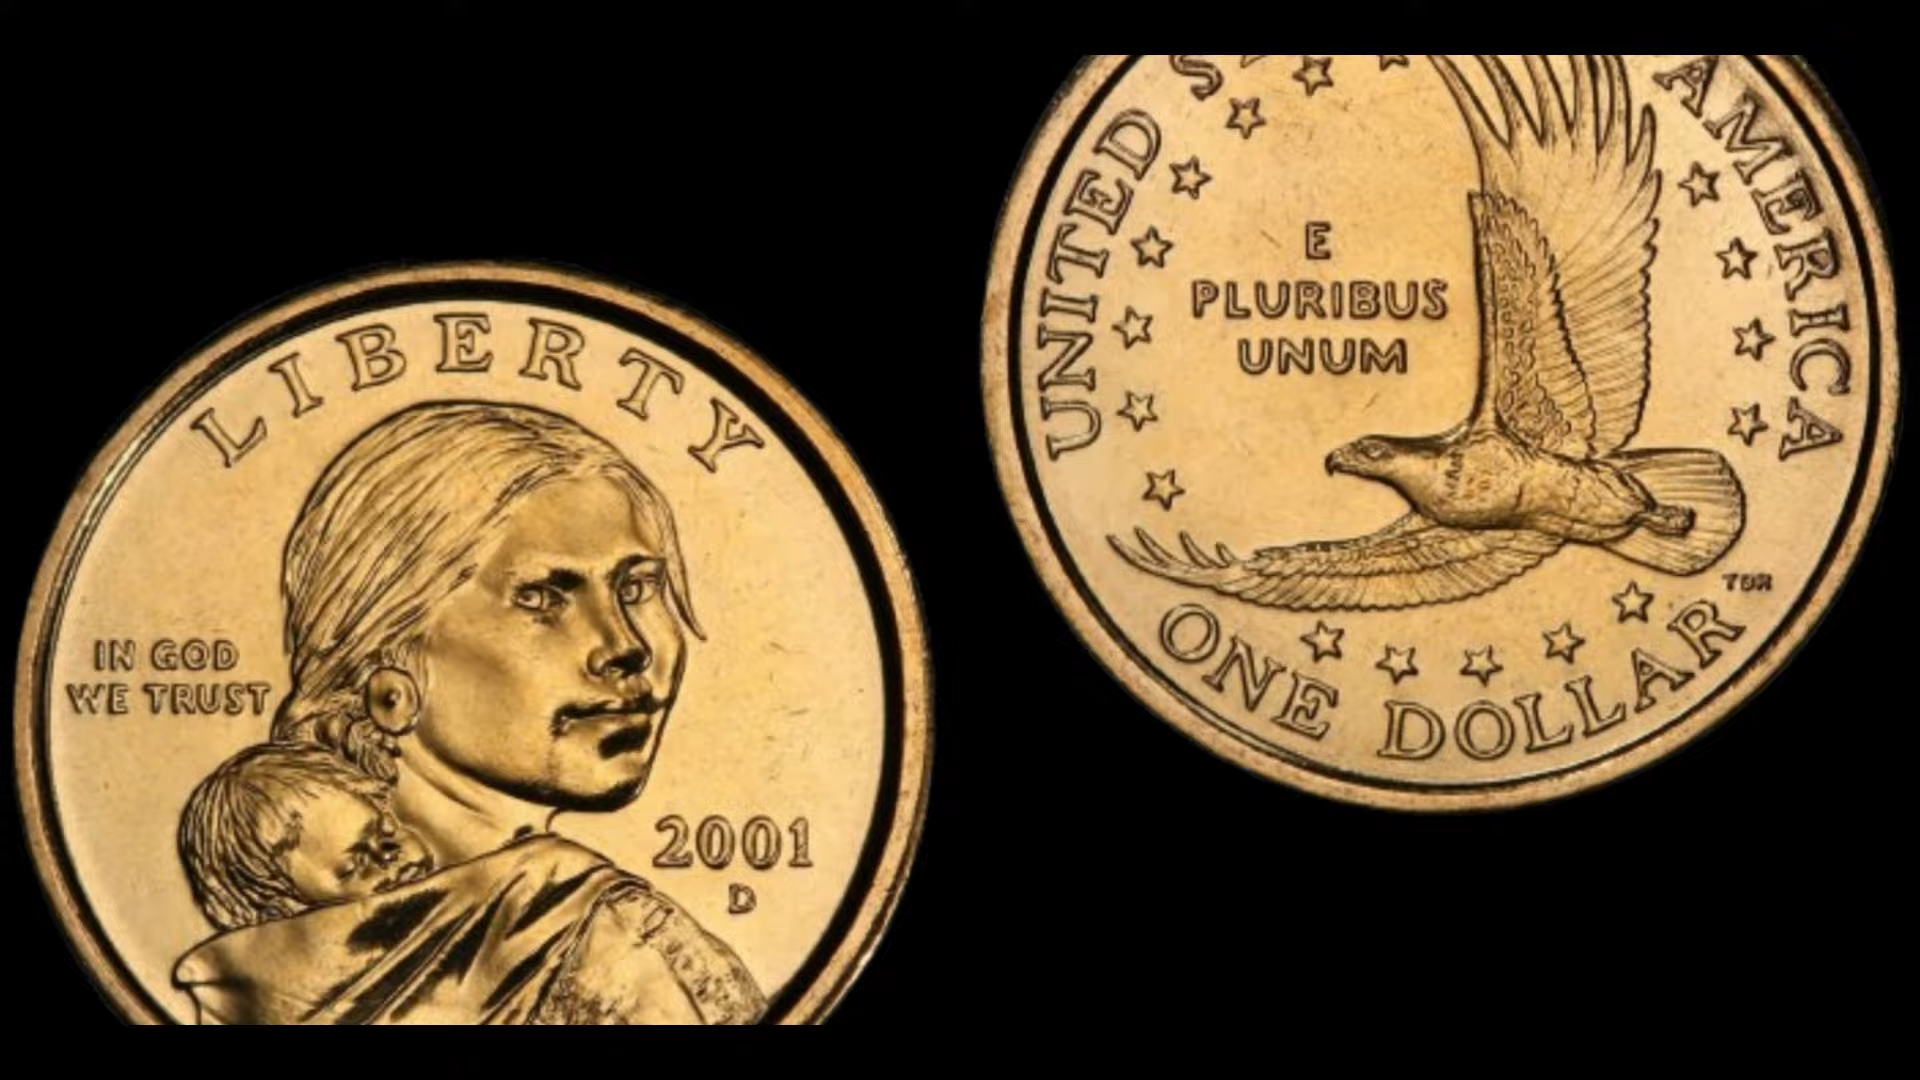 LIBERTY
IN GOD
WE TRUST
2001
D
UNITED S
AMERICA
E
PLURIBUS
UNUM
TDR
ONE DOLLAR